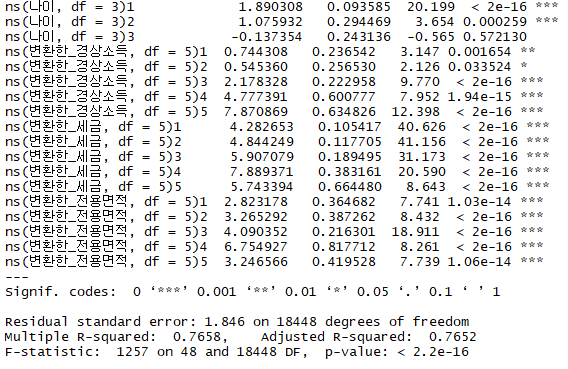 ns(나이, df = 3)1 1.890308 0.093585 20.199 < 2e-16 ***
ns(나이, df = 3)2 1.075932 0.294469 3.654 0.000259 ***
ns(나이, df = 3)3 -0.137354 0.243136 -0.565 0.572130
ns(변환한_경상소득, df = 5)1 0.744308 0.236542 3.147 0.001654 **
ns(변환한_경상소득, df = 5)2 0.545360 0.256530 2.126 0.033524 *
ns(변환한_경상소득, df = 5)3 2.178328 0.222958 9.770 < 2e-16 ***
ns(변환한_경상소득, df = 5)4 4.777391 0.600777 7.952 1.94e-15 ***
ns(변환한_경상소득, df = 5)5 7.870869 0.634826 12.398 < 2e-16 ***
ns(변환한_세금, df = 5)1 4.282653 0.105417 40.626 < 2e-16 ***
ns(변환한_세금, df = 5)2 4.844249 0.117705 41.156 < 2e-16 ***
ns(변환한_세금, df = 5)3 5.907079 0.189495 31.173 < 2e-16 ***
ns(변환한_세금, df = 5)4 7.889371 0.383161 20.590 < 2e-16 ***
ns(변환한_세금, df = 5)5 5.743394 0.664480 8.643 < 2e-16 ***
ns(변환한_전용면적, df = 5)1 2.823178 0.364682 7.741 1.03e-14 ***
ns(변환한_전용면적, df = 5)2 3.265292 0.387262 8.432 < 2e-16 ***
ns(변환한_전용면적, df = 5)3 4.090352 0.216301 18.911 < 2e-16 ***
ns(변환한_전용면적, df = 5)4 6.754927 0.817712 8.261 < 2e-16 ***
ns(변환한_전용면적, df = 5)5 3.246566 0.419528 7.739 1.06e-14 ***
---
Signif. codes:  0 ‘***’ 0.001 ‘**’ 0.01 ‘*’ 0.05 ‘.’ 0.1 ‘ ’ 1
Residual standard error: 1.846 on 18448 degrees of freedom
Multiple R-squared:  0.7658,    Adjusted R-squared:  0.7652
F-statistic:  1257 on 48 and 18448 DF,  p-value: < 2.2e-16